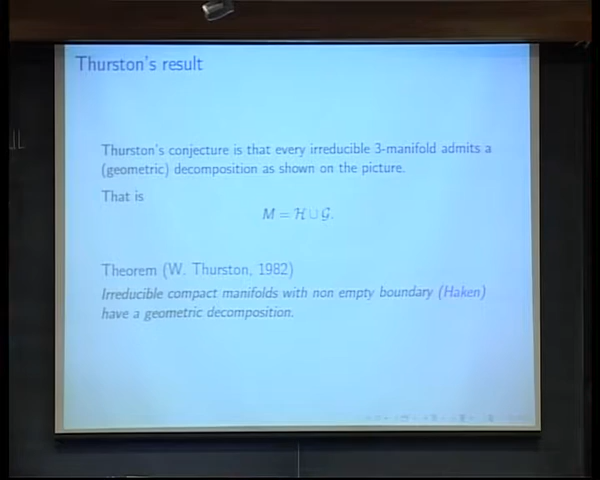 Thurston's result
Thurston's conjecture is that every irreducible 3-manifold admits a
(geometric) decomposition as shown on the picture.
That is
M = ℋ ∪ 𝒢.
Theorem (W. Thurston, 1982)
Irreducible compact manifolds with non empty boundary (Haken)
have a geometric decomposition.